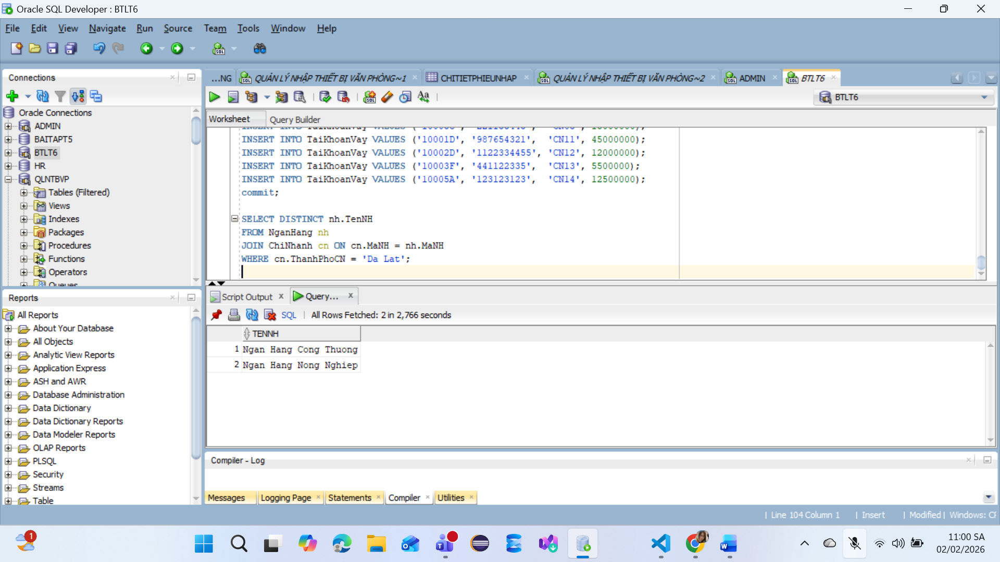 Oracle SQL Developer : BTLT6
File Edit View Navigate Run Source Team Tools Window Help
Connections
Oracle Connections
ADMIN
BAITAPT5
BTLT6
HR
QLNTBVP
Tables (Filtered)
Views
Indexes
Packages
Procedures
Functions
Operators
Queues
Reports
All Reports
About Your Database
All Objects
Analytic View Reports
Application Express
ASH and AWR
Database Administration
Data Dictionary
Data Dictionary Reports
Data Modeler Reports
OLAP Reports
PLSQL
Security
Streams
Table
...NG
QUẢN LÝ NHẬP THIẾT BỊ VĂN PHÒNG~1
CHITIETPHIEUNHAP
QUẢN LÝ NHẬP THIẾT BỊ VĂN PHÒNG~2
ADMIN
BTLT6
BTLT6
Worksheet Query Builder
INSERT INTO TaiKhoanVay VALUES
INSERT INTO TaiKhoanVay VALUES ('10001D', '987654321', 'CN11', 45000000);
INSERT INTO TaiKhoanVay VALUES ('10002D', '1122334455', 'CN12', 12000000);
INSERT INTO TaiKhoanVay VALUES ('10003F', '441122335', 'CN13', 5500000);
INSERT INTO TaiKhoanVay VALUES ('10005A', '123123123', 'CN14', 12500000);
commit;
SELECT DISTINCT nh.TenNH
FROM NganHang nh
JOIN ChiNhanh cn ON cn.MaNH = nh.MaNH
WHERE cn.ThanhPhoCN = 'Da Lat';
Script Output Query...
SQL All Rows Fetched: 2 in 2,766 seconds
TENNH
1 Ngan Hang Cong Thuong
2 Ngan Hang Nong Nghiep
Compiler - Log
Messages Logging Page Statements Compiler Utilities
Line 104 Column 1 | Insert | Modified | Windows: CF
1
11:00 SA
02/02/2026